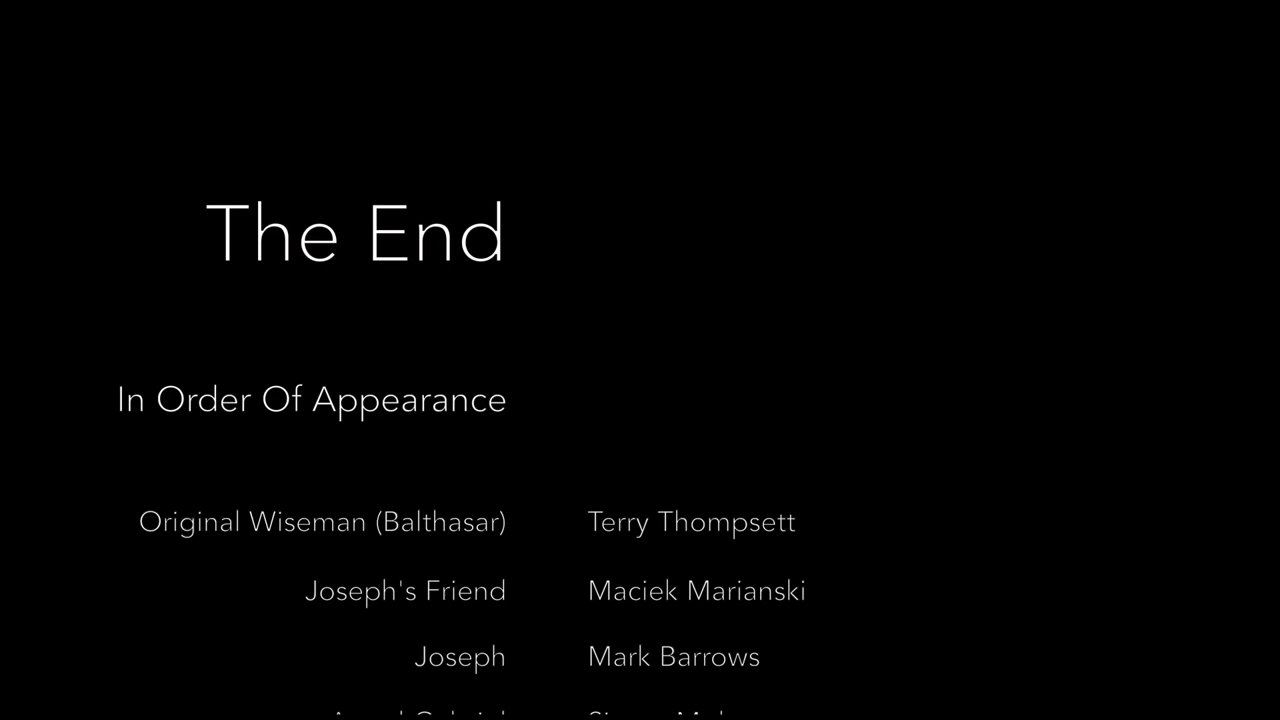 The End
In Order Of Appearance
Original Wiseman (Balthasar) Terry Thompsett
Joseph's Friend Maciek Marianski
Joseph Mark Barrows